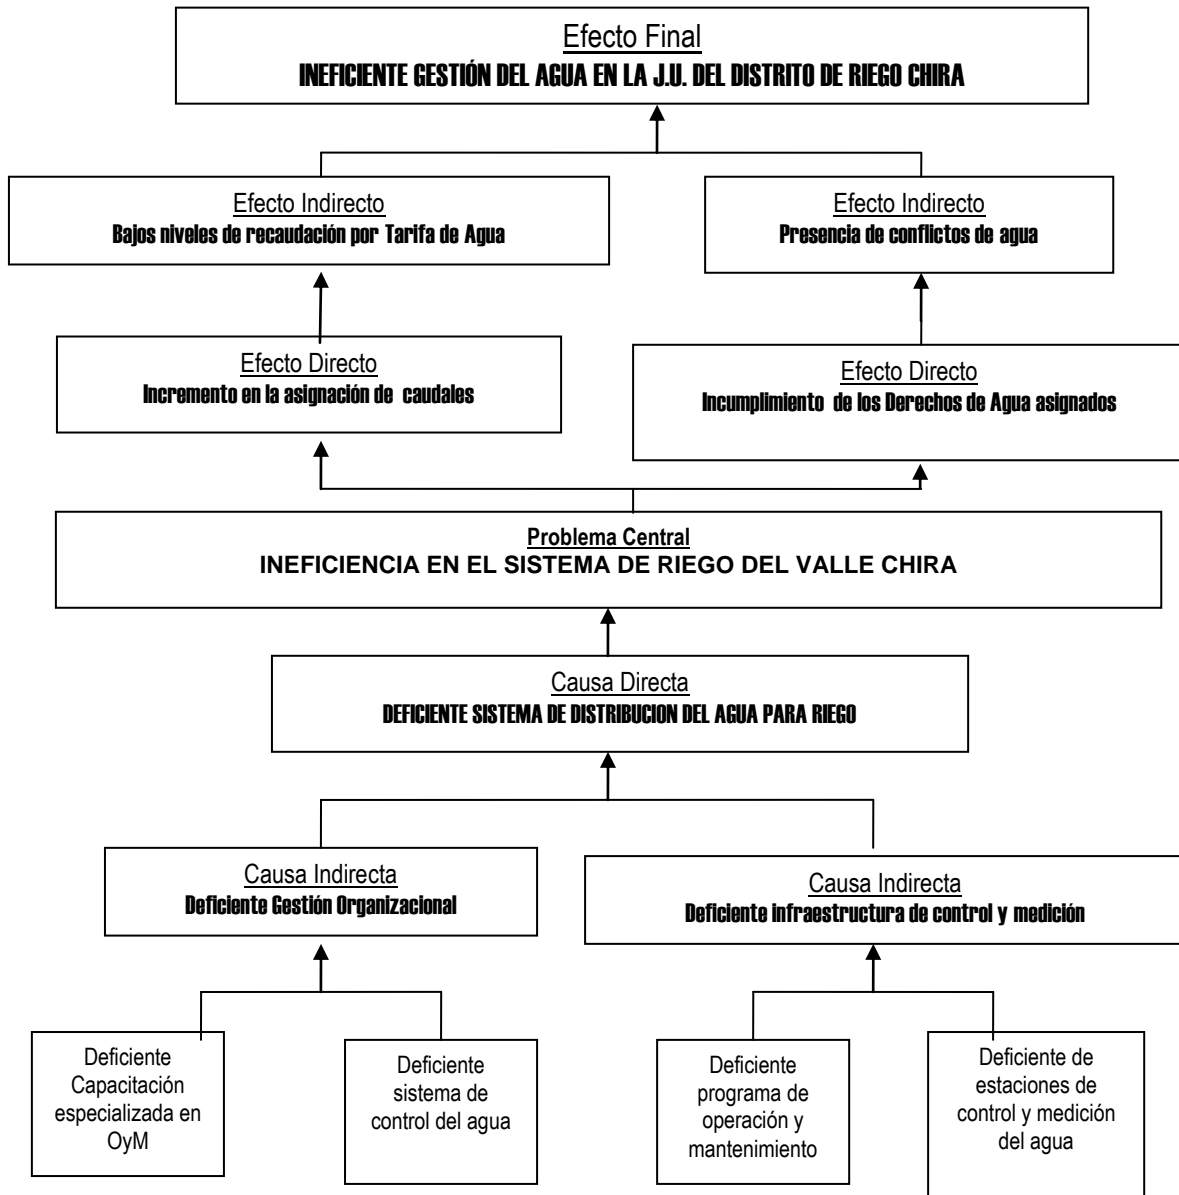 Efecto Final
INEFICIENTE GESTIÓN DEL AGUA EN LA J.U. DEL DISTRITO DE RIEGO CHIRA
Efecto Indirecto
Bajos niveles de recaudación por Tarifa de Agua
Efecto Indirecto
Presencia de conflictos de agua
Efecto Directo
Incremento en la asignación de caudales
Efecto Directo
Incumplimiento de los Derechos de Agua asignados
Problema Central
INEFICIENCIA EN EL SISTEMA DE RIEGO DEL VALLE CHIRA
Causa Directa
DEFICIENTE SISTEMA DE DISTRIBUCION DEL AGUA PARA RIEGO
Causa Indirecta
Deficiente Gestión Organizacional
Causa Indirecta
Deficiente infraestructura de control y medición
Deficiente
Capacitación
especializada en
OyM
Deficiente
sistema de
control del agua
Deficiente
programa de
operación y
mantenimiento
Deficiente de
estaciones de
control y medición
del agua